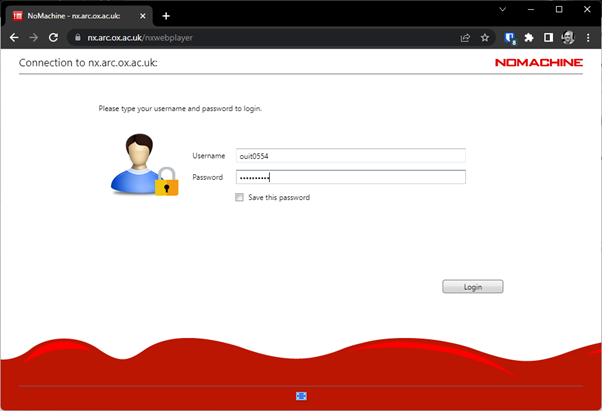 NoMachine - nx.arc.ox.ac.uk:
nx.arc.ox.ac.uk/nxwebplayer
8
Connection to nx.arc.ox.ac.uk:
NOMACHINE
Please type your username and password to login.
Username
ouit0554
Password
••••••••••
Save this password
Login